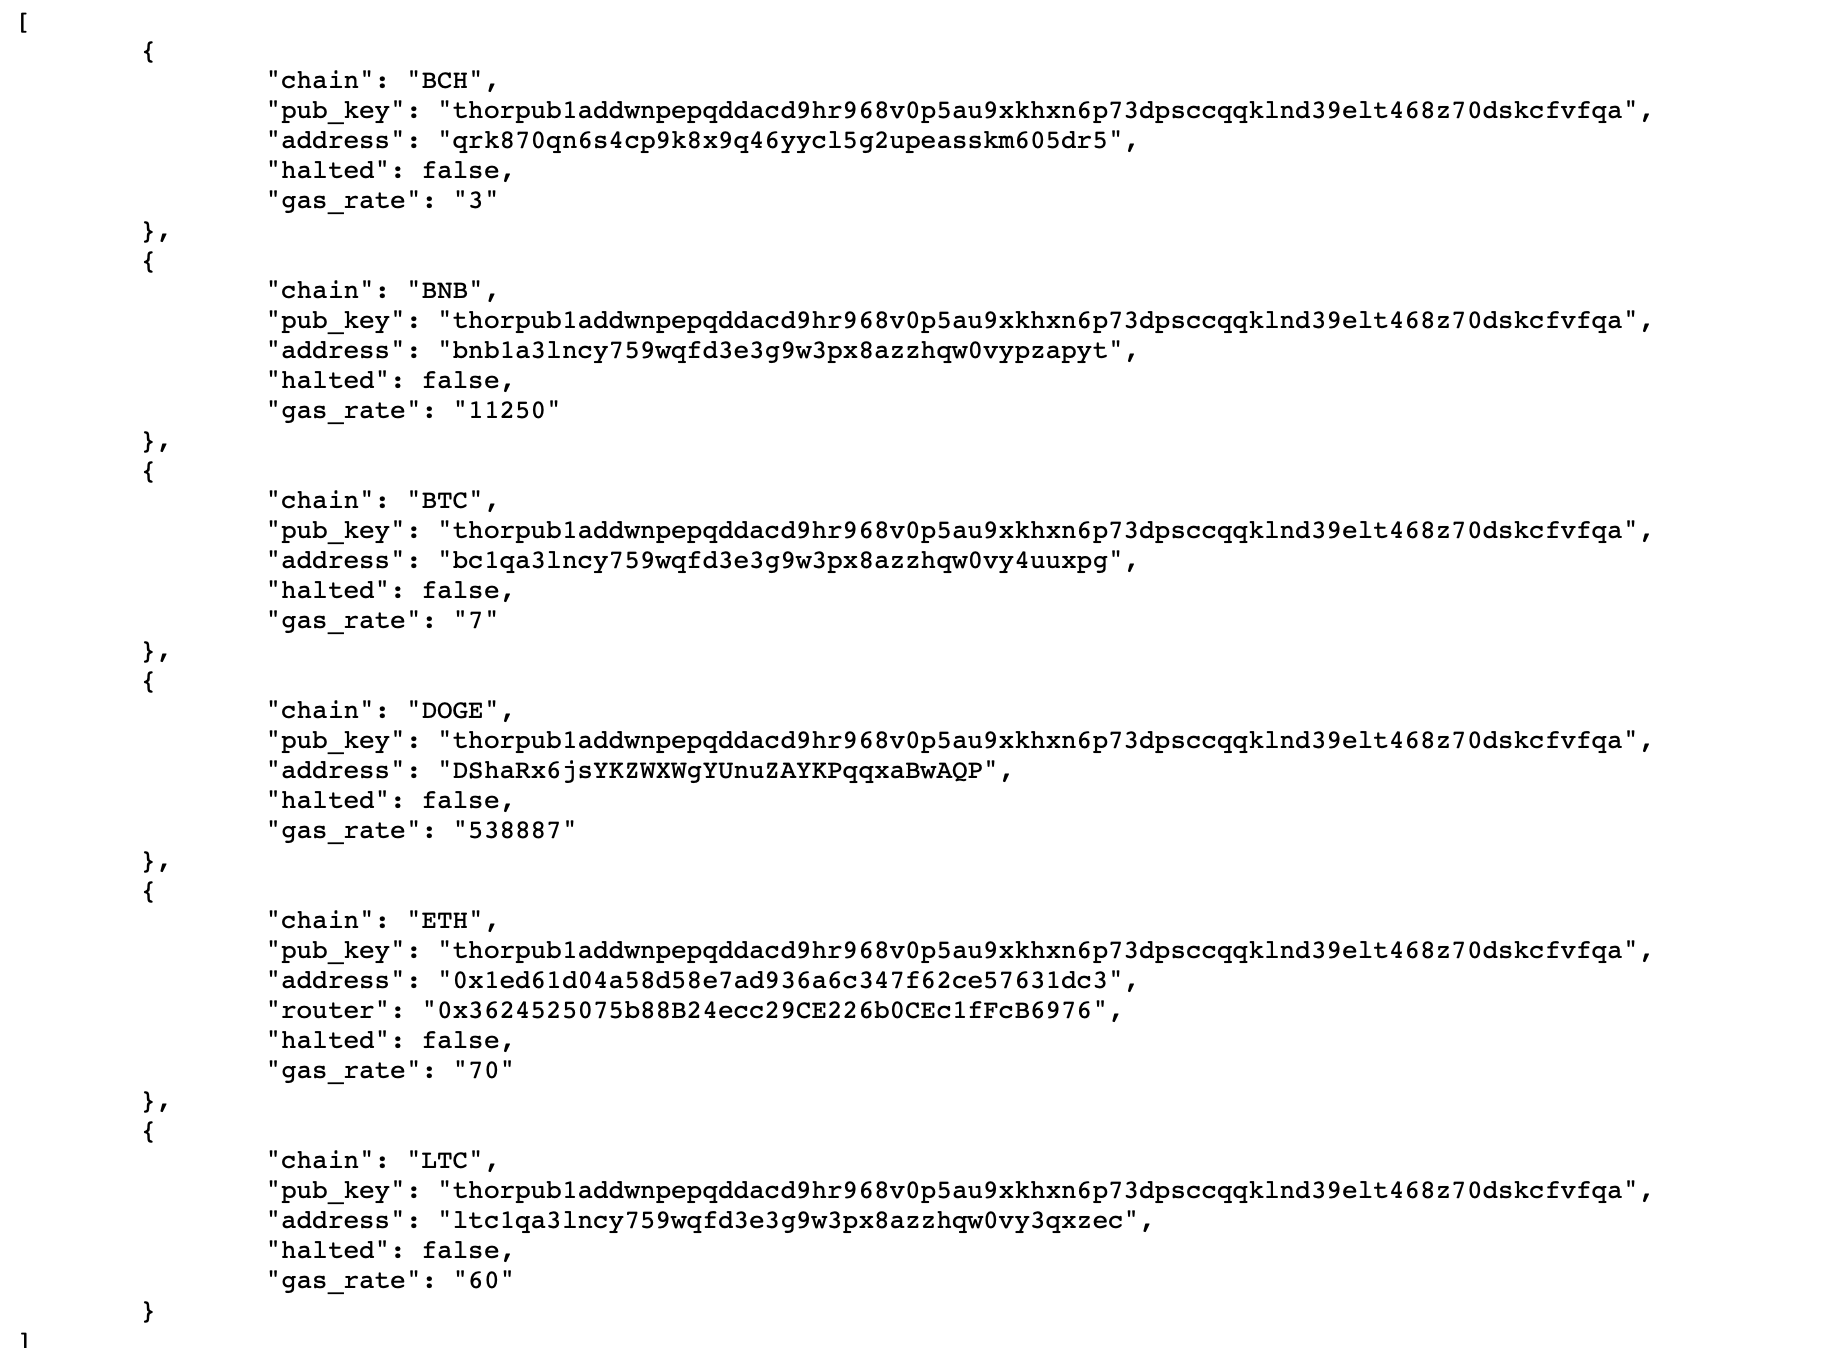 [
{
"chain": "BCH",
"pub_key": "thorpub1addwnpepqddacd9hr968v0p5au9xkhxn6p73dpsccqqklnd39elt468z70dskcfvfqa",
"address": "qrk870qn6s4cp9k8x9q46yycl5g2upeasskm605dr5",
"halted": false,
"gas_rate": "3"
},
{
"chain": "BNB",
"pub_key": "thorpub1addwnpepqddacd9hr968v0p5au9xkhxn6p73dpsccqqklnd39elt468z70dskcfvfqa",
"address": "bnb1a3lncy759wqfd3e3g9w3px8azzhqw0vypzapyt",
"halted": false,
"gas_rate": "11250"
},
{
"chain": "BTC",
"pub_key": "thorpub1addwnpepqddacd9hr968v0p5au9xkhxn6p73dpsccqqklnd39elt468z70dskcfvfqa",
"address": "bc1qa3lncy759wqfd3e3g9w3px8azzhqw0vy4uuxpg",
"halted": false,
"gas_rate": "7"
},
{
"chain": "DOGE",
"pub_key": "thorpub1addwnpepqddacd9hr968v0p5au9xkhxn6p73dpsccqqklnd39elt468z70dskcfvfqa",
"address": "DShaRx6jsYKZWXWgYUnuZAYKPqqxaBwAQP",
"halted": false,
"gas_rate": "538887"
},
{
"chain": "ETH",
"pub_key": "thorpub1addwnpepqddacd9hr968v0p5au9xkhxn6p73dpsccqqklnd39elt468z70dskcfvfqa",
"address": "0x1ed61d04a58d58e7ad936a6c347f62ce57631dc3",
"router": "0x3624525075b88B24ecc29CE226b0CEc1fFcB6976",
"halted": false,
"gas_rate": "70"
},
{
"chain": "LTC",
"pub_key": "thorpub1addwnpepqddacd9hr968v0p5au9xkhxn6p73dpsccqqklnd39elt468z70dskcfvfqa",
"address": "ltc1qa3lncy759wqfd3e3g9w3px8azzhqw0vy3qxzec",
"halted": false,
"gas_rate": "60"
}
]